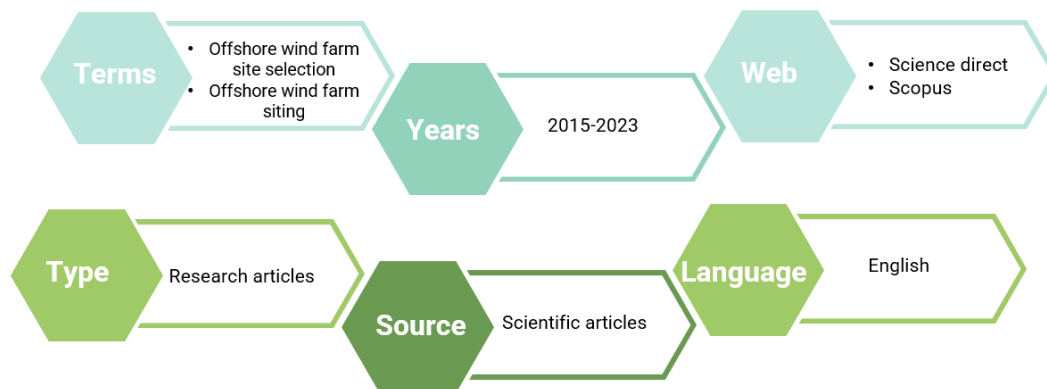 Terms
• Offshore wind farm
site selection
• Offshore wind farm
siting
Years
2015-2023
Web
• Science direct
• Scopus
Type
Research articles
Source
Scientific articles
Language
English